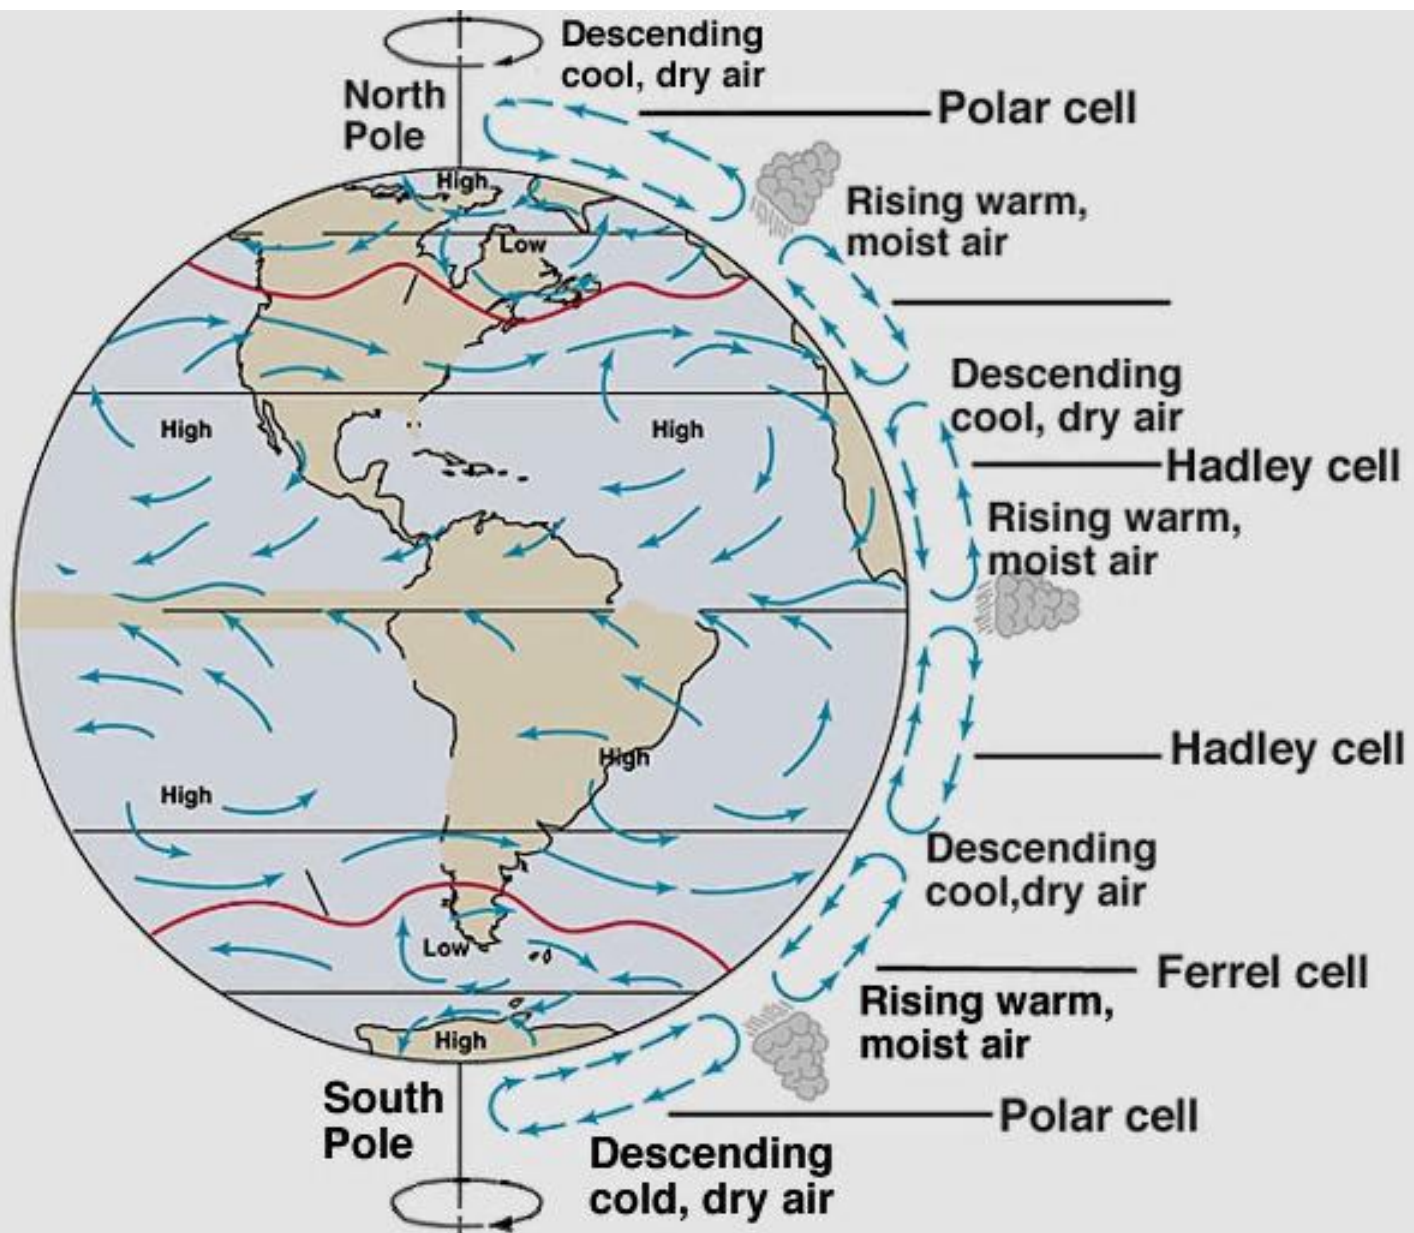 Descending
cool, dry air
North
Pole
Polar cell
High
Rising warm,
moist air
Low
Descending
cool, dry air
High
High
Hadley cell
Rising warm,
moist air
Hadley cell
High
High
Descending
cool,dry air
Low
Ferrel cell
Rising warm,
moist air
High
South
Pole
Polar cell
Descending
cold, dry air